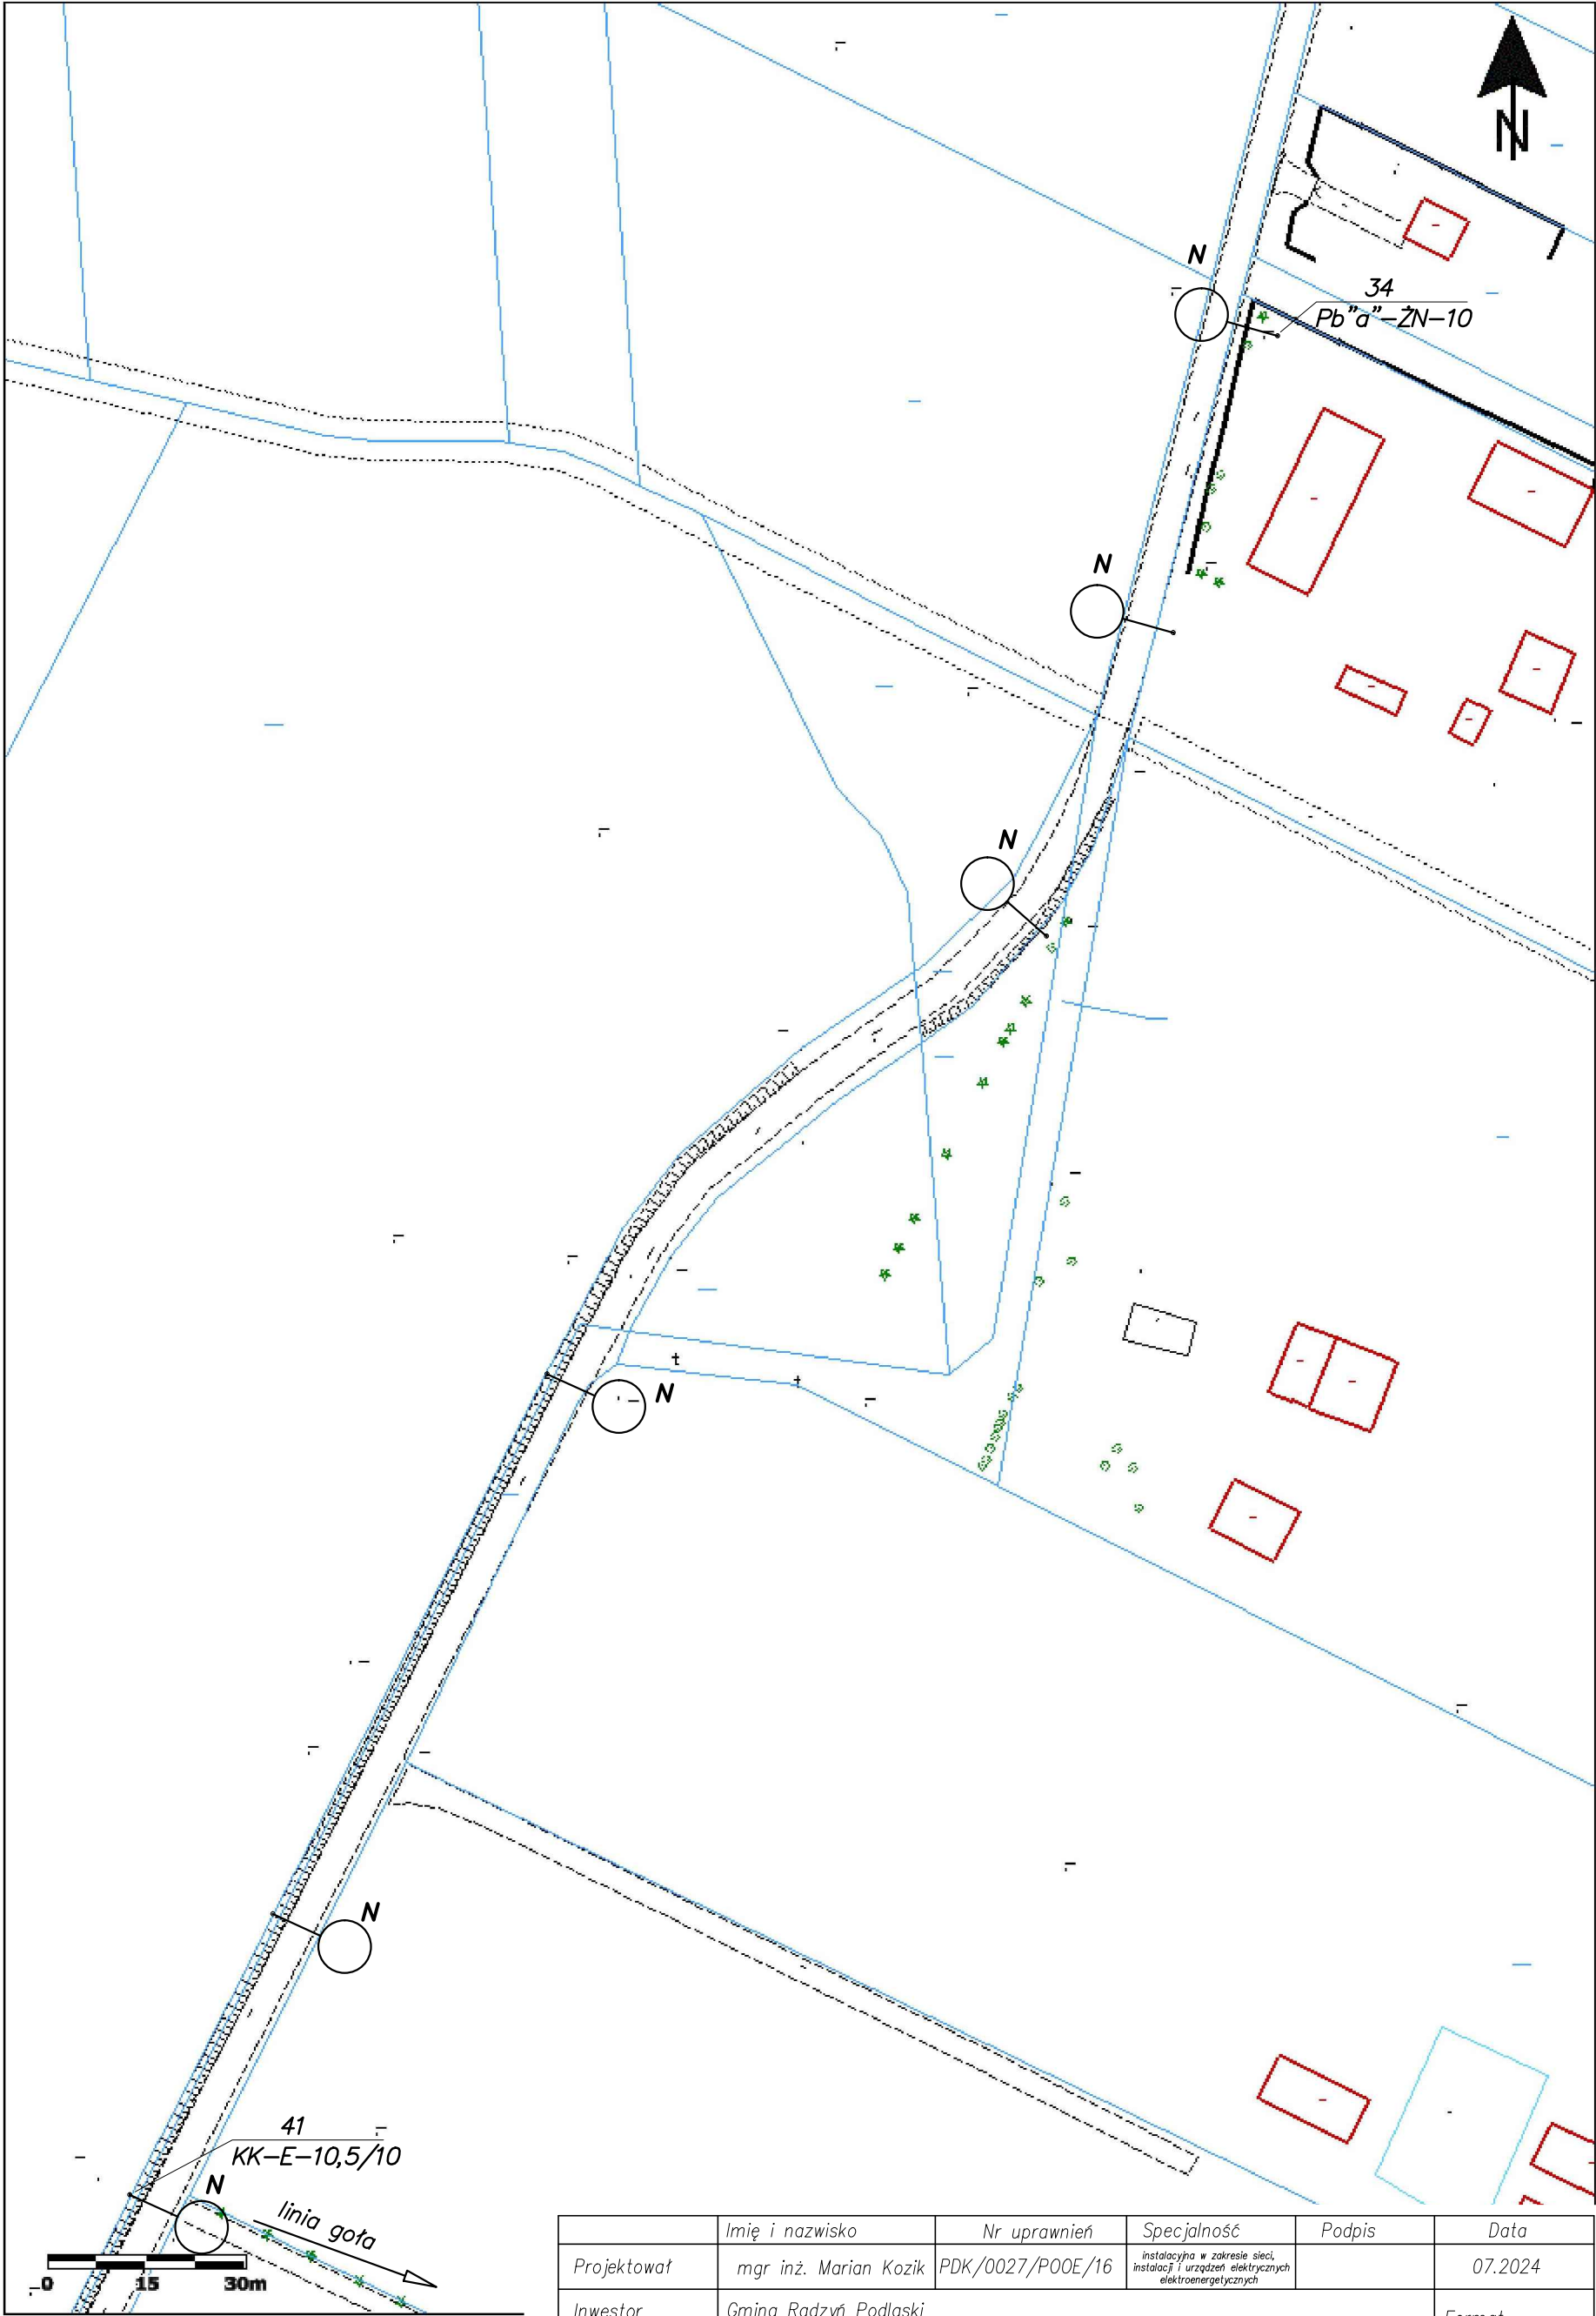 N
N
34
Pb"a"-ŻN-10
N
N
t
t
N
N
41
KK-E-10,5/10
N
linia goła
0 15 30m
Imię i nazwisko Nr uprawnień Specjalność Podpis Data
Projektował mgr inż. Marian Kozik PDK/0027/POOE/16 instalacyjna w zakresie sieci, instalacji i urządzeń elektrycznych elektroenergetycznych 07.2024
Inwestor Gmina Radzyń Podlaski Format